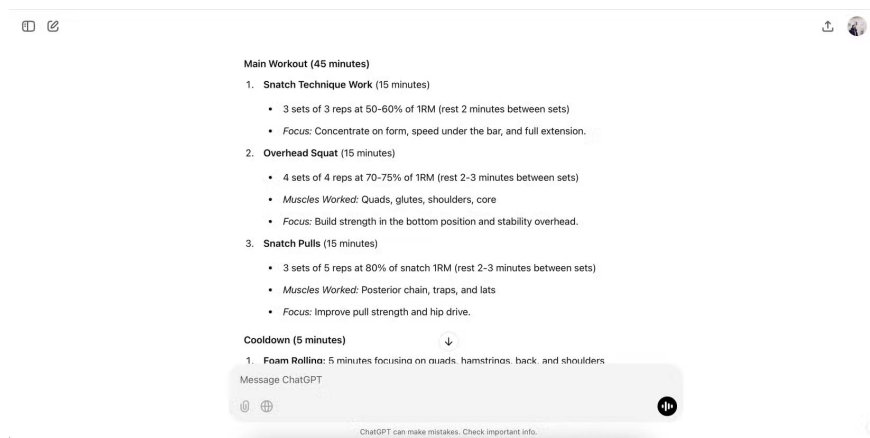 Main Workout (45 minutes)
1. Snatch Technique Work (15 minutes)
• 3 sets of 3 reps at 50-60% of 1RM (rest 2 minutes between sets)
• Focus: Concentrate on form, speed under the bar, and full extension.
2. Overhead Squat (15 minutes)
• 4 sets of 4 reps at 70-75% of 1RM (rest 2-3 minutes between sets)
• Muscles Worked: Quads, glutes, shoulders, core
• Focus: Build strength in the bottom position and stability overhead.
3. Snatch Pulls (15 minutes)
• 3 sets of 5 reps at 80% of snatch 1RM (rest 2-3 minutes between sets)
• Muscles Worked: Posterior chain, traps, and lats
• Focus: Improve pull strength and hip drive.
Cooldown (5 minutes)
1. Foam Rolling: 5 minutes focusing on quads, hamstrings, back, and shoulders
Message ChatGPT
ChatGPT can make mistakes. Check important info.